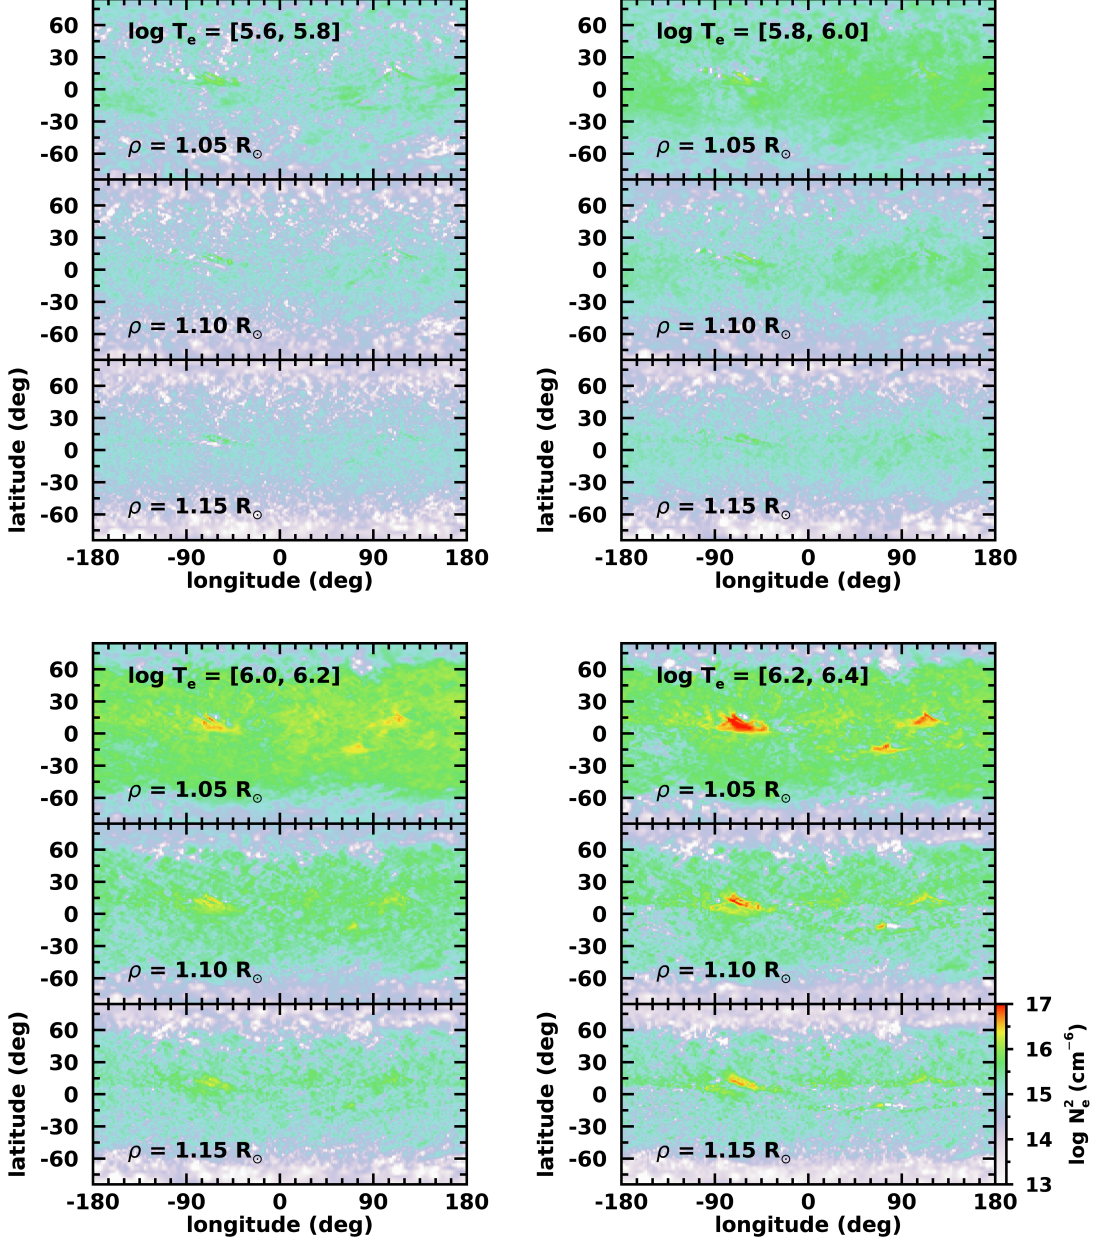 log Te = [5.6, 5.8]
60
30
0
-30
-60
ρ = 1.05 R⊙
60
30
0
-30
-60
ρ = 1.10 R⊙
60
30
0
-30
-60
ρ = 1.15 R⊙
latitude (deg)
-180 -90 0 90 180
longitude (deg)
log Te = [5.8, 6.0]
60
30
0
-30
-60
ρ = 1.05 R⊙
60
30
0
-30
-60
ρ = 1.10 R⊙
60
30
0
-30
-60
ρ = 1.15 R⊙
latitude (deg)
-180 -90 0 90 180
longitude (deg)
log Te = [6.0, 6.2]
60
30
0
-30
-60
ρ = 1.05 R⊙
60
30
0
-30
-60
ρ = 1.10 R⊙
60
30
0
-30
-60
ρ = 1.15 R⊙
latitude (deg)
-180 -90 0 90 180
longitude (deg)
log Te = [6.2, 6.4]
60
30
0
-30
-60
ρ = 1.05 R⊙
60
30
0
-30
-60
ρ = 1.10 R⊙
60
30
0
-30
-60
ρ = 1.15 R⊙
latitude (deg)
-180 -90 0 90 180
longitude (deg)
17
16
15
14
13
log Ne² (cm⁻⁶)